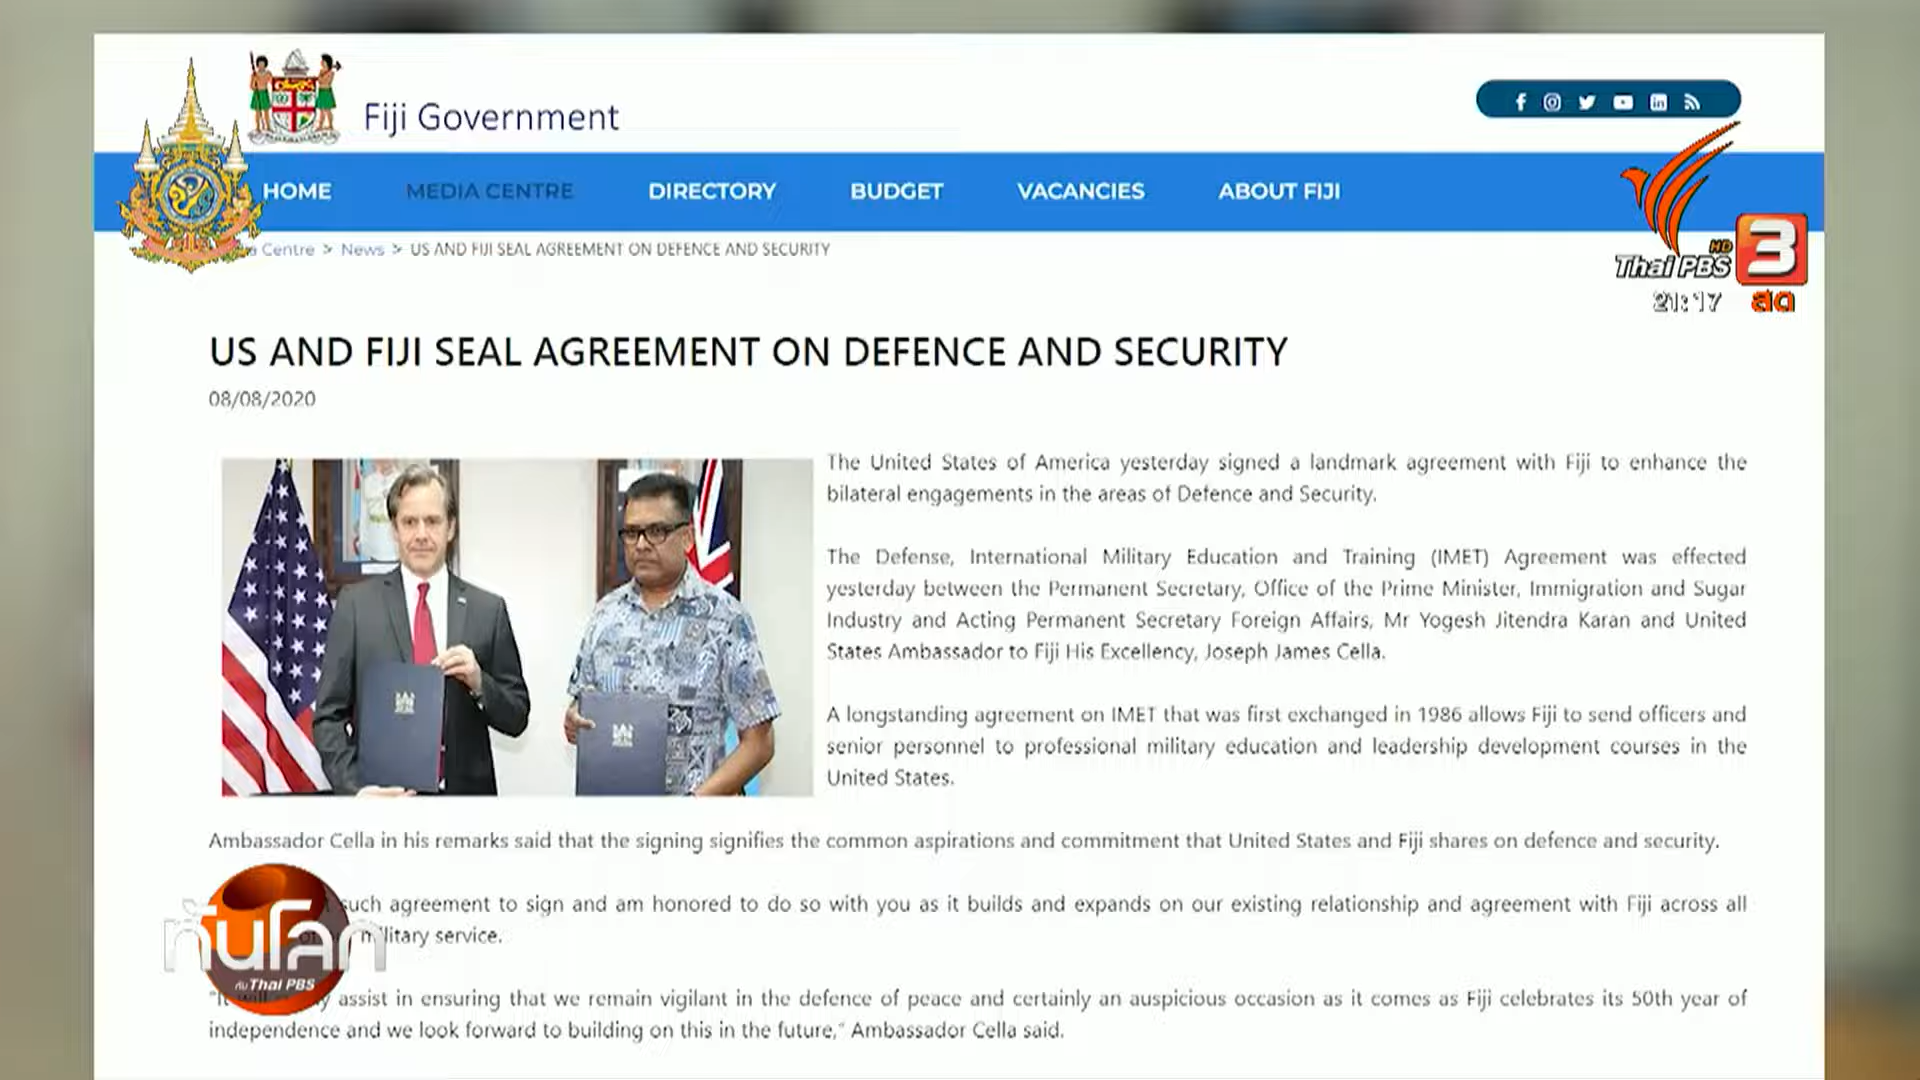 Fiji Government
HOME MEDIA CENTRE DIRECTORY BUDGET VACANCIES ABOUT FIJI
Centre > News > US AND FIJI SEAL AGREEMENT ON DEFENCE AND SECURITY
HD
Thai PBS 3
21:17 สด
US AND FIJI SEAL AGREEMENT ON DEFENCE AND SECURITY
08/08/2020
The United States of America yesterday signed a landmark agreement with Fiji to enhance the
bilateral engagements in the areas of Defence and Security.
The Defense, International Military Education and Training (IMET) Agreement was effected
yesterday between the Permanent Secretary, Office of the Prime Minister, Immigration and Sugar
Industry and Acting Permanent Secretary Foreign Affairs, Mr Yogesh Jitendra Karan and United
States Ambassador to Fiji His Excellency, Joseph James Cella.
A longstanding agreement on IMET that was first exchanged in 1986 allows Fiji to send officers and
senior personnel to professional military education and leadership development courses in the
United States.
Ambassador Cella in his remarks said that the signing signifies the common aspirations and commitment that United States and Fiji shares on defence and security.
such agreement to sign and am honored to do so with you as it builds and expands on our existing relationship and agreement with Fiji across all
military service.
"It will assist in ensuring that we remain vigilant in the defence of peace and certainly an auspicious occasion as it comes as Fiji celebrates its 50th year of
independence and we look forward to building on this in the future," Ambassador Cella said.
ทันโลก
กับ Thai PBS